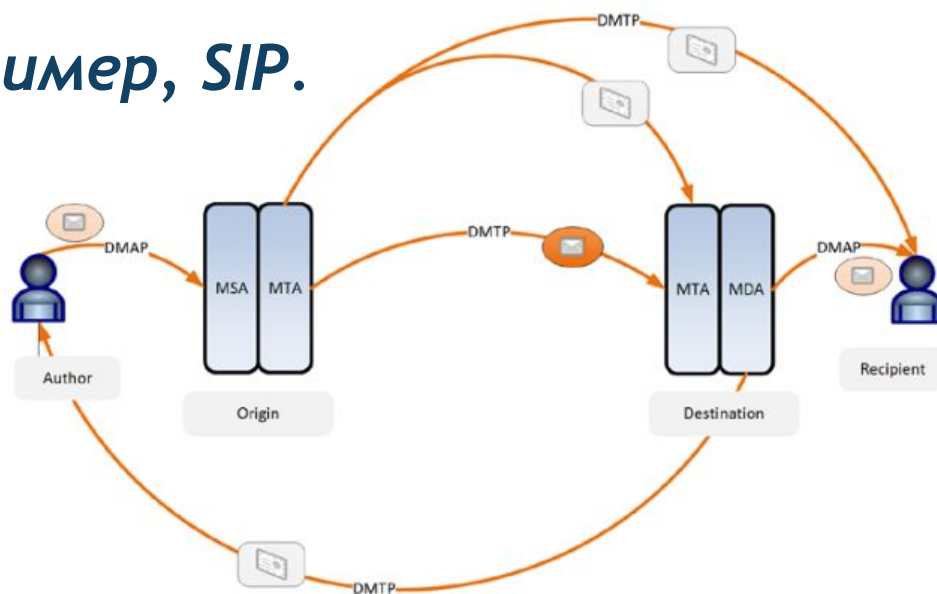 имер, SIP.
DMTP
DMAP
DMTP
DMAP
MSA
MTA
MTA
MDA
Author
Origin
Destination
Recipient
DMTP